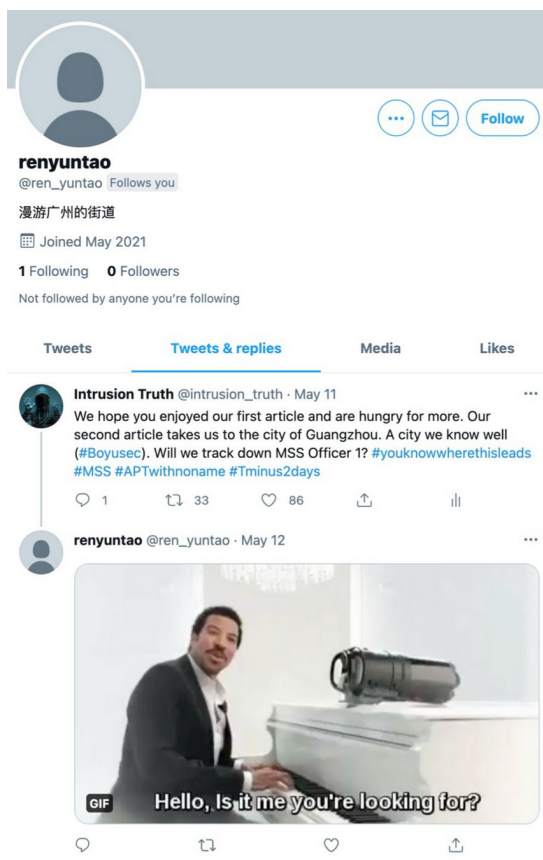 Follow
renyuntao
@ren_yuntao Follows you
漫游广州的街道
Joined May 2021
1 Following 0 Followers
Not followed by anyone you're following
Tweets Tweets & replies Media Likes
Intrusion Truth @intrusion_truth · May 11
We hope you enjoyed our first article and are hungry for more. Our
second article takes us to the city of Guangzhou. A city we know well
(#Boyusec). Will we track down MSS Officer 1? #youknowwherethisleads
#MSS #APTwithnoname #Tminus2days
1 33 86
renyuntao @ren_yuntao · May 12
GIF Hello, Is it me you're looking for?